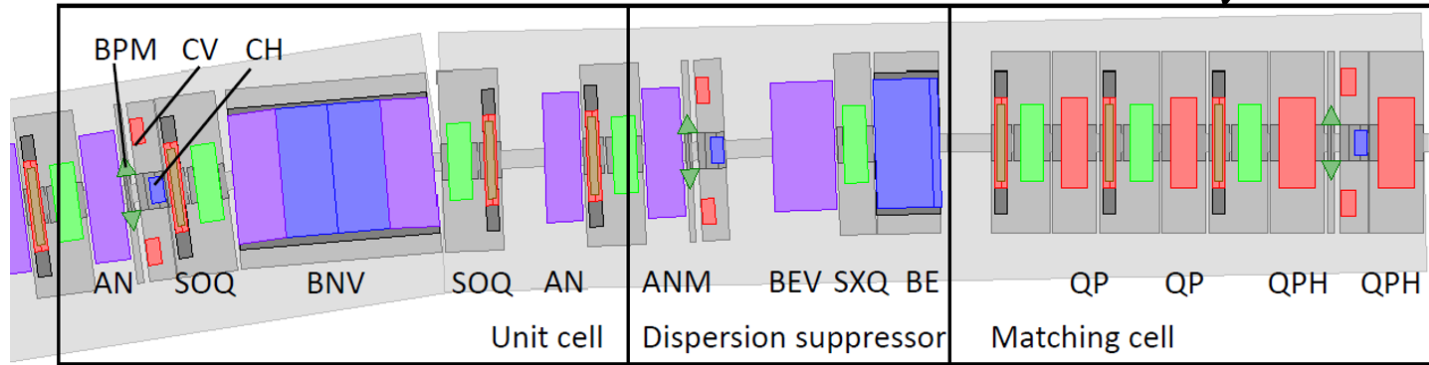 BPM CV CH
AN SOQ BNV SOQ AN ANM BEV SXQ BE QP QP QPH QPH
Unit cell Dispersion suppressor Matching cell